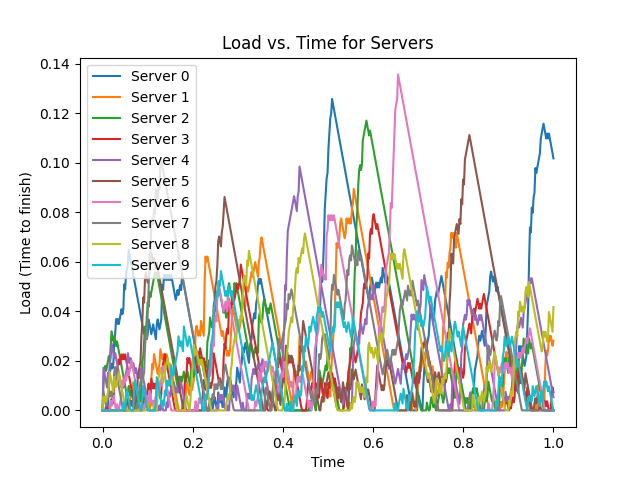 Load vs. Time for Servers
Load (Time to finish)
0.14
0.12
0.10
0.08
0.06
0.04
0.02
0.00
Server 0
Server 1
Server 2
Server 3
Server 4
Server 5
Server 6
Server 7
Server 8
Server 9
0.0 0.2 0.4 0.6 0.8 1.0
Time